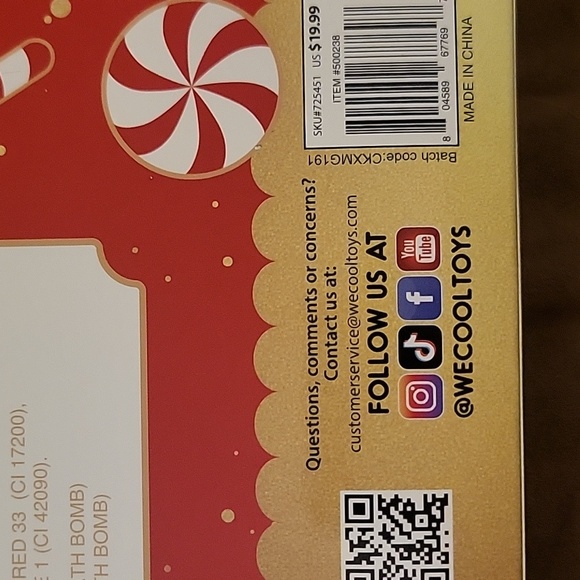 SKU#725451 US $19.99
ITEM #500238
8 04589 67769
MADE IN CHINA
Batch code:CKXMG191
Questions, comments or concerns?
Contact us at:
customerservice@wecooltoys.com
FOLLOW US AT
You Tube
@WECOOLTOYS
RED 33 (CI 17200),
1 (CI 42090).
BOMB)
BOMB)